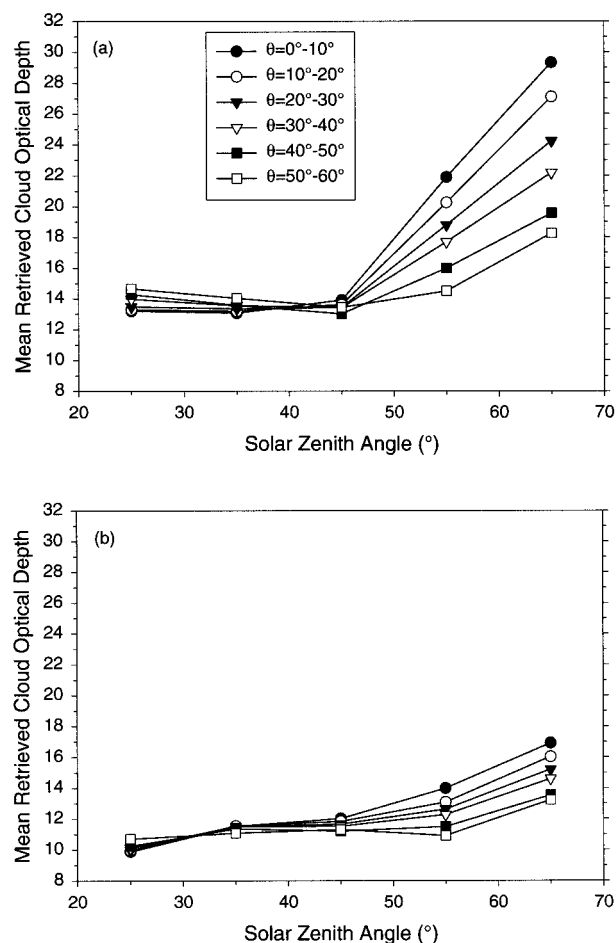 (a)
θ=0°-10°
θ=10°-20°
θ=20°-30°
θ=30°-40°
θ=40°-50°
θ=50°-60°
Mean Retrieved Cloud Optical Depth
32
30
28
26
24
22
20
18
16
14
12
10
8
20 30 40 50 60 70
Solar Zenith Angle (°)
(b)
Mean Retrieved Cloud Optical Depth
32
30
28
26
24
22
20
18
16
14
12
10
8
20 30 40 50 60 70
Solar Zenith Angle (°)